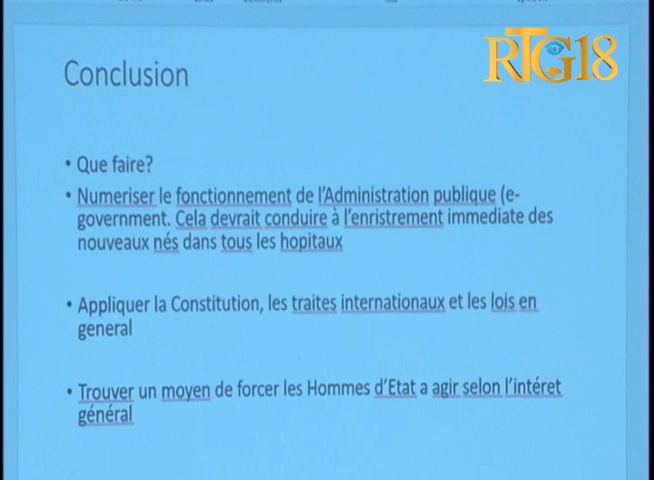 RTG18
Conclusion
• Que faire?
• Numeriser le fonctionnement de l'Administration publique (e-
government. Cela devrait conduire à l'enristrement immediate des
nouveaux nés dans tous les hopitaux
• Appliquer la Constitution, les traites internationaux et les lois en
general
• Trouver un moyen de forcer les Hommes d'Etat a agir selon l'intéret
général